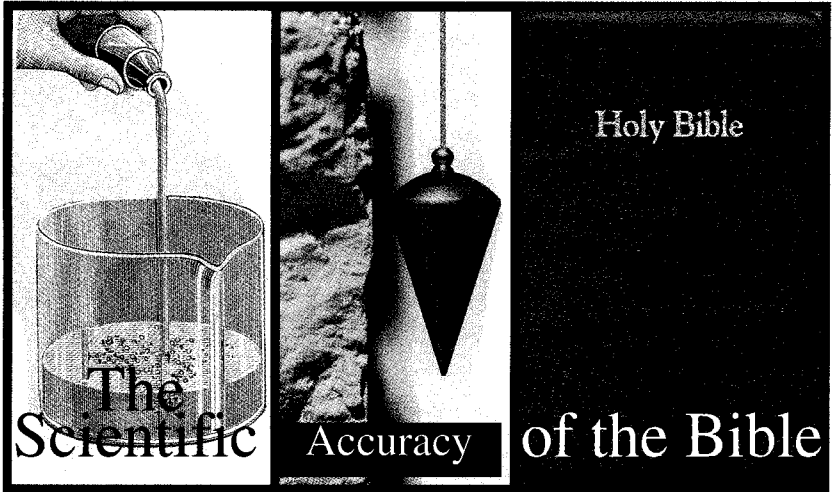 Holy Bible
The
Scientific
Accuracy
of the Bible